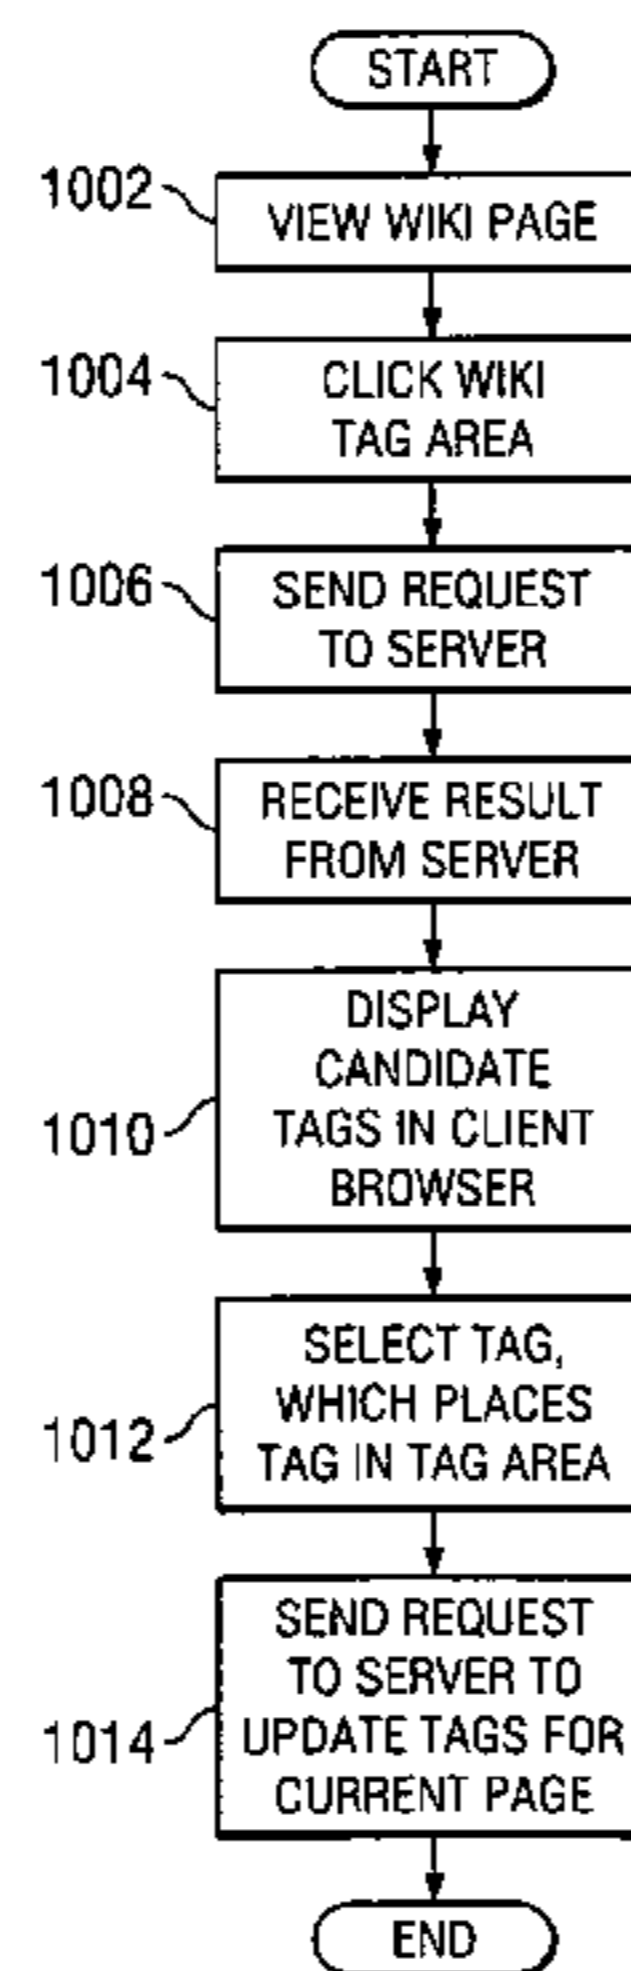 START
1002
VIEW WIKI PAGE
1004
CLICK WIKI
TAG AREA
1006
SEND REQUEST
TO SERVER
1008
RECEIVE RESULT
FROM SERVER
1010
DISPLAY
CANDIDATE
TAGS IN CLIENT
BROWSER
1012
SELECT TAG,
WHICH PLACES
TAG IN TAG AREA
1014
SEND REQUEST
TO SERVER TO
UPDATE TAGS FOR
CURRENT PAGE
END